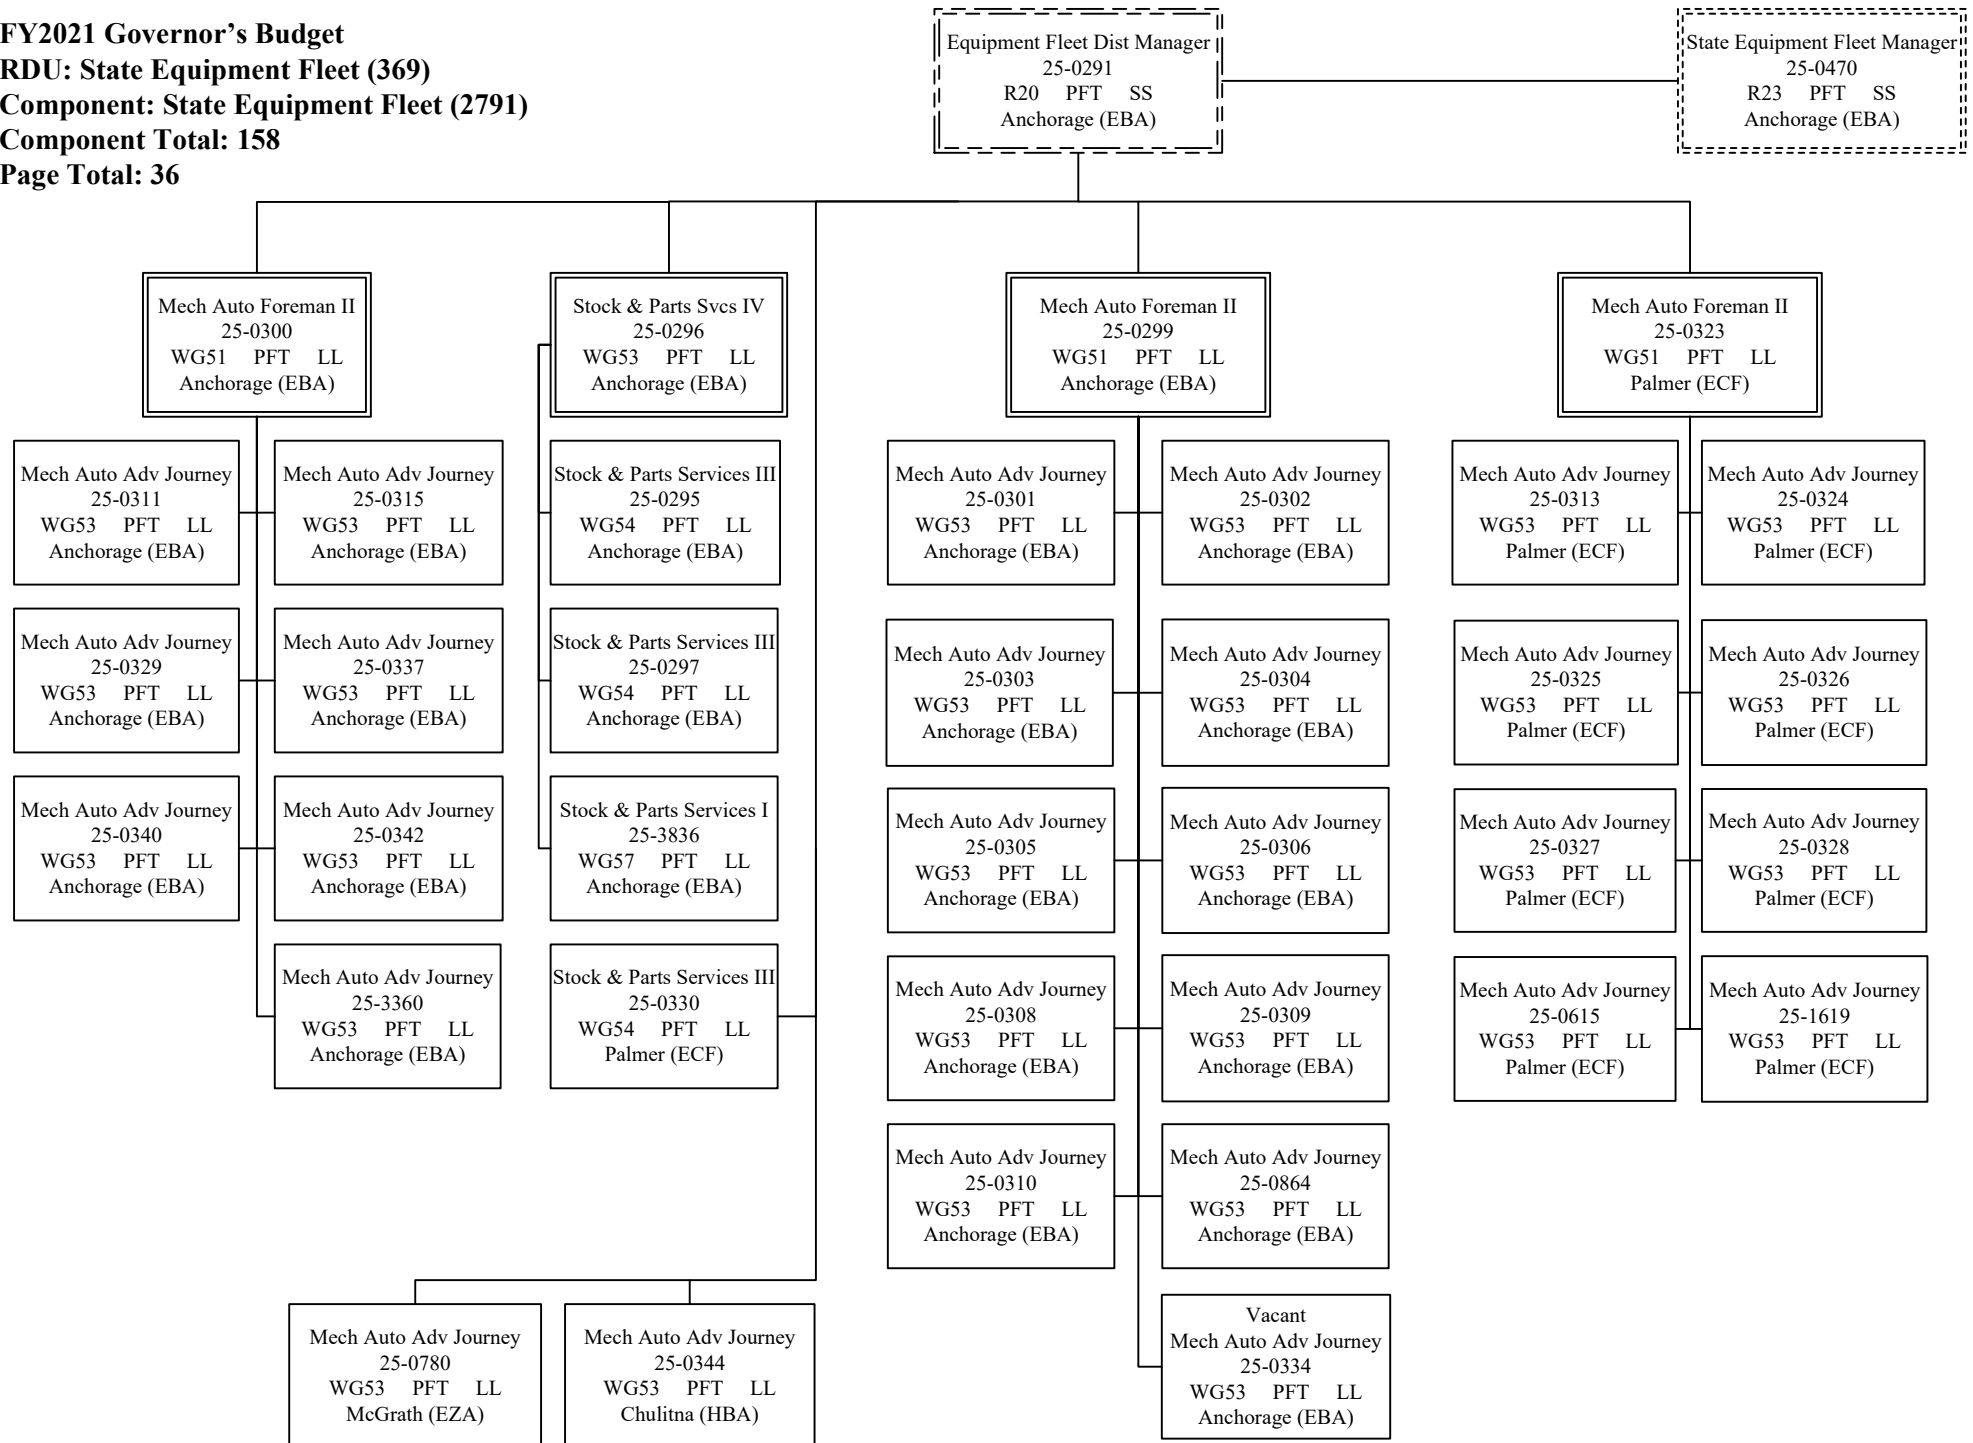 FY2021 Governor's Budget
RDU: State Equipment Fleet (369)
Component: State Equipment Fleet (2791)
Component Total: 158
Page Total: 36
Equipment Fleet Dist Manager
25-0291
R20 PFT SS
Anchorage (EBA)
State Equipment Fleet Manager
25-0470
R23 PFT SS
Anchorage (EBA)
Mech Auto Foreman II
25-0300
WG51 PFT LL
Anchorage (EBA)
Stock & Parts Svcs IV
25-0296
WG53 PFT LL
Anchorage (EBA)
Mech Auto Foreman II
25-0299
WG51 PFT LL
Anchorage (EBA)
Mech Auto Foreman II
25-0323
WG51 PFT LL
Palmer (ECF)
Mech Auto Adv Journey
25-0311
WG53 PFT LL
Anchorage (EBA)
Mech Auto Adv Journey
25-0315
WG53 PFT LL
Anchorage (EBA)
Stock & Parts Services III
25-0295
WG54 PFT LL
Anchorage (EBA)
Mech Auto Adv Journey
25-0301
WG53 PFT LL
Anchorage (EBA)
Mech Auto Adv Journey
25-0302
WG53 PFT LL
Anchorage (EBA)
Mech Auto Adv Journey
25-0313
WG53 PFT LL
Palmer (ECF)
Mech Auto Adv Journey
25-0324
WG53 PFT LL
Palmer (ECF)
Mech Auto Adv Journey
25-0329
WG53 PFT LL
Anchorage (EBA)
Mech Auto Adv Journey
25-0337
WG53 PFT LL
Anchorage (EBA)
Stock & Parts Services III
25-0297
WG54 PFT LL
Anchorage (EBA)
Mech Auto Adv Journey
25-0303
WG53 PFT LL
Anchorage (EBA)
Mech Auto Adv Journey
25-0304
WG53 PFT LL
Anchorage (EBA)
Mech Auto Adv Journey
25-0325
WG53 PFT LL
Palmer (ECF)
Mech Auto Adv Journey
25-0326
WG53 PFT LL
Palmer (ECF)
Mech Auto Adv Journey
25-0340
WG53 PFT LL
Anchorage (EBA)
Mech Auto Adv Journey
25-0342
WG53 PFT LL
Anchorage (EBA)
Stock & Parts Services I
25-3836
WG57 PFT LL
Anchorage (EBA)
Mech Auto Adv Journey
25-0305
WG53 PFT LL
Anchorage (EBA)
Mech Auto Adv Journey
25-0306
WG53 PFT LL
Anchorage (EBA)
Mech Auto Adv Journey
25-0327
WG53 PFT LL
Palmer (ECF)
Mech Auto Adv Journey
25-0328
WG53 PFT LL
Palmer (ECF)
Mech Auto Adv Journey
25-3360
WG53 PFT LL
Anchorage (EBA)
Stock & Parts Services III
25-0330
WG54 PFT LL
Palmer (ECF)
Mech Auto Adv Journey
25-0308
WG53 PFT LL
Anchorage (EBA)
Mech Auto Adv Journey
25-0309
WG53 PFT LL
Anchorage (EBA)
Mech Auto Adv Journey
25-0615
WG53 PFT LL
Palmer (ECF)
Mech Auto Adv Journey
25-1619
WG53 PFT LL
Palmer (ECF)
Mech Auto Adv Journey
25-0310
WG53 PFT LL
Anchorage (EBA)
Mech Auto Adv Journey
25-0864
WG53 PFT LL
Anchorage (EBA)
Mech Auto Adv Journey
25-0780
WG53 PFT LL
McGrath (EZA)
Mech Auto Adv Journey
25-0344
WG53 PFT LL
Chulitna (HBA)
Vacant
Mech Auto Adv Journey
25-0334
WG53 PFT LL
Anchorage (EBA)